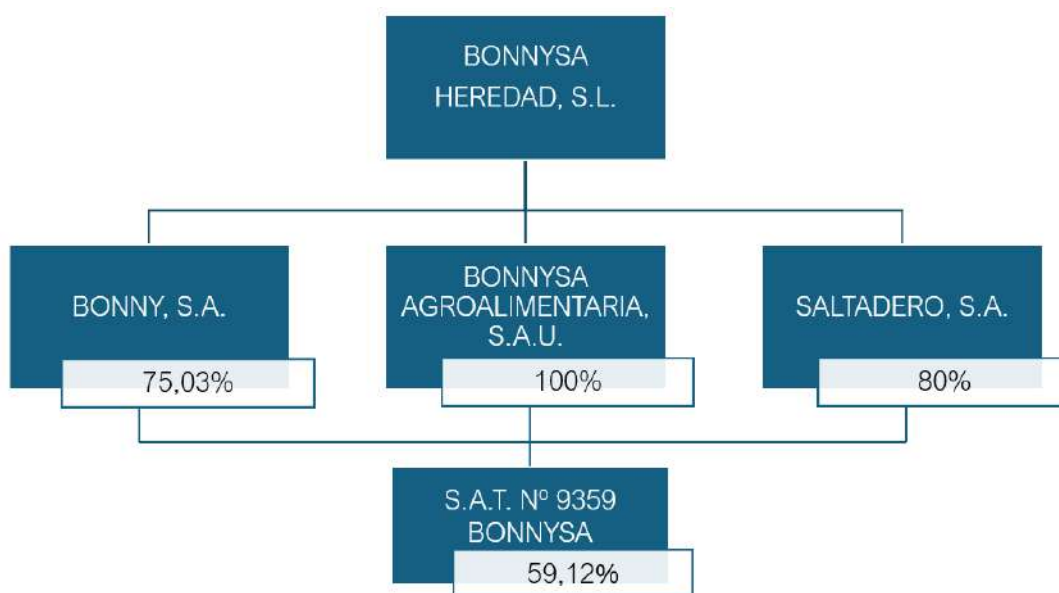 BONNYSA
HEREDAD, S.L.
BONNY, S.A.
75,03%
BONNYSA
AGROALIMENTARIA,
S.A.U.
100%
SALTADERO, S.A.
80%
S.A.T. Nº 9359
BONNYSA
59,12%